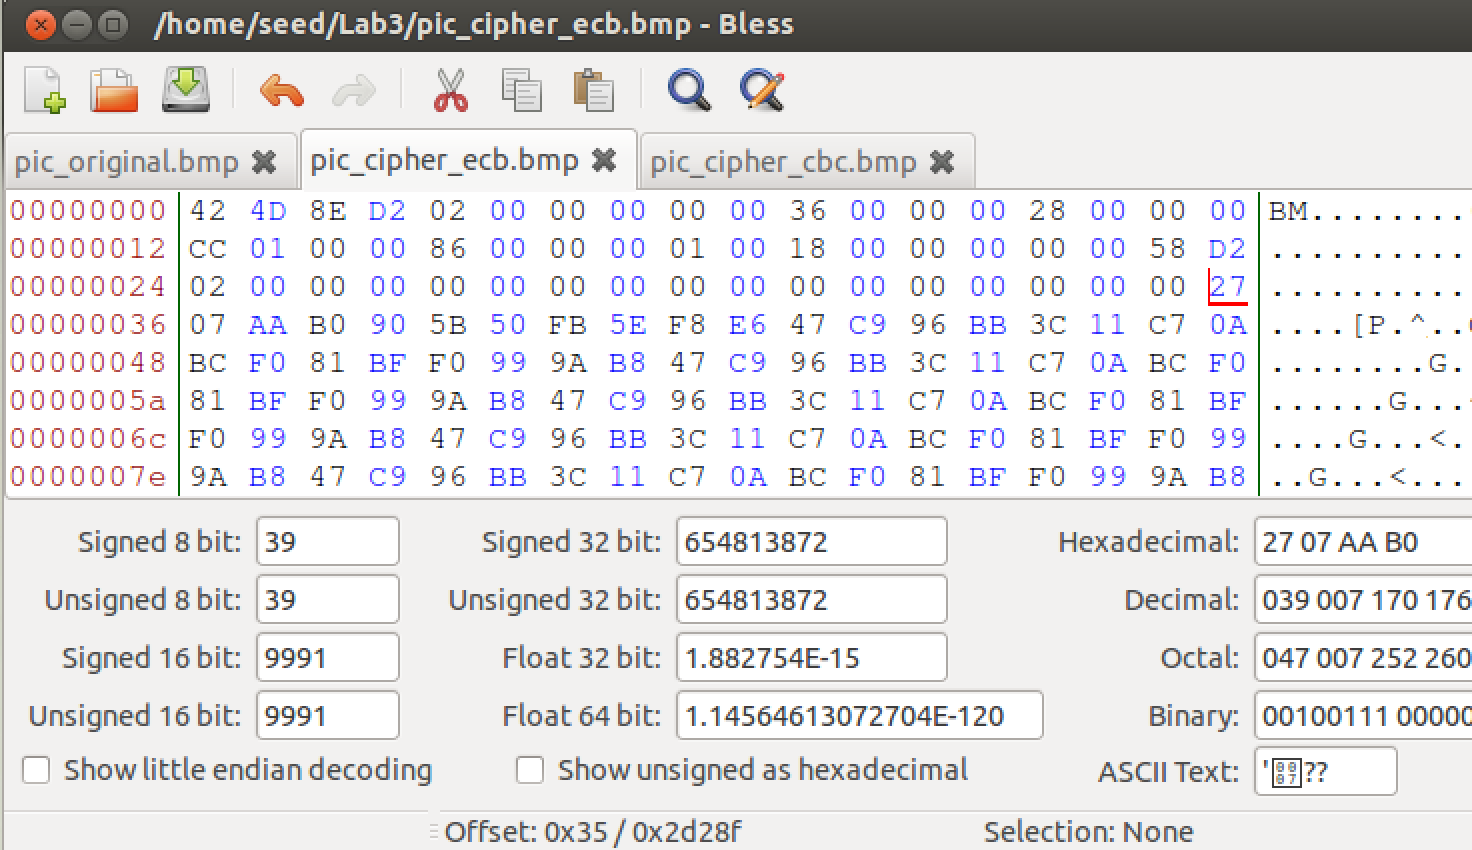 /home/seed/Lab3/pic_cipher_ecb.bmp - Bless
pic_original.bmp pic_cipher_ecb.bmp pic_cipher_cbc.bmp
00000000 42 4D 8E D2 02 00 00 00 00 00 36 00 00 00 28 00 00 00 BM........
00000012 CC 01 00 00 86 00 00 00 01 00 18 00 00 00 00 00 58 D2 ..........
00000024 02 00 00 00 00 00 00 00 00 00 00 00 00 00 00 00 00 27 ..........
00000036 07 AA B0 90 5B 50 FB 5E F8 E6 47 C9 96 BB 3C 11 C7 0A ....[P.^..
00000048 BC F0 81 BF F0 99 9A B8 47 C9 96 BB 3C 11 C7 0A BC F0 ........G.
0000005a 81 BF F0 99 9A B8 47 C9 96 BB 3C 11 C7 0A BC F0 81 BF ......G...
0000006c F0 99 9A B8 47 C9 96 BB 3C 11 C7 0A BC F0 81 BF F0 99 ....G...<.
0000007e 9A B8 47 C9 96 BB 3C 11 C7 0A BC F0 81 BF F0 99 9A B8 ..G...<...
Signed 8 bit: 39 Signed 32 bit: 654813872 Hexadecimal: 27 07 AA B0
Unsigned 8 bit: 39 Unsigned 32 bit: 654813872 Decimal: 039 007 170 176
Signed 16 bit: 9991 Float 32 bit: 1.882754E-15 Octal: 047 007 252 260
Unsigned 16 bit: 9991 Float 64 bit: 1.14564613072704E-120 Binary: 00100111 00000
Show little endian decoding Show unsigned as hexadecimal ASCII Text: '??
Offset: 0x35 / 0x2d28f Selection: None